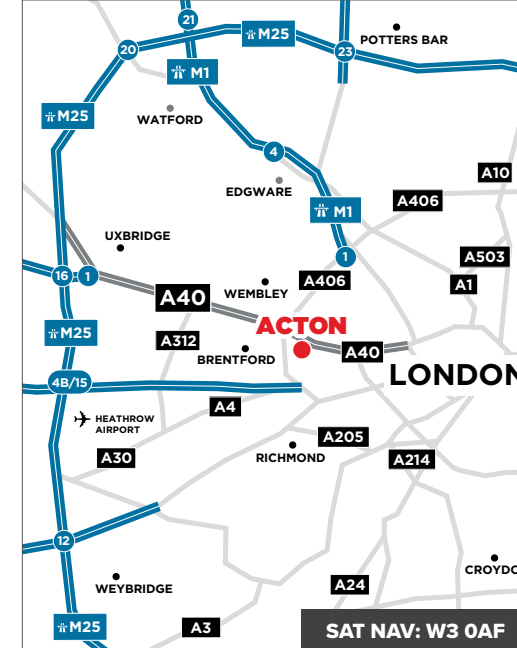 21
M25
POTTERS BAR
20
23
M1
M25
WATFORD
4
A10
EDGWARE
A406
M1
UXBRIDGE
1
A503
16
1
A406
A1
A40
WEMBLEY
ACTON
M25
A312
BRENTFORD
A40
LONDON
4B/15
A4
HEATHROW
AIRPORT
A205
RICHMOND
A30
A214
12
CROYDO
WEYBRIDGE
A24
M25
A3
SAT NAV: W3 0AF